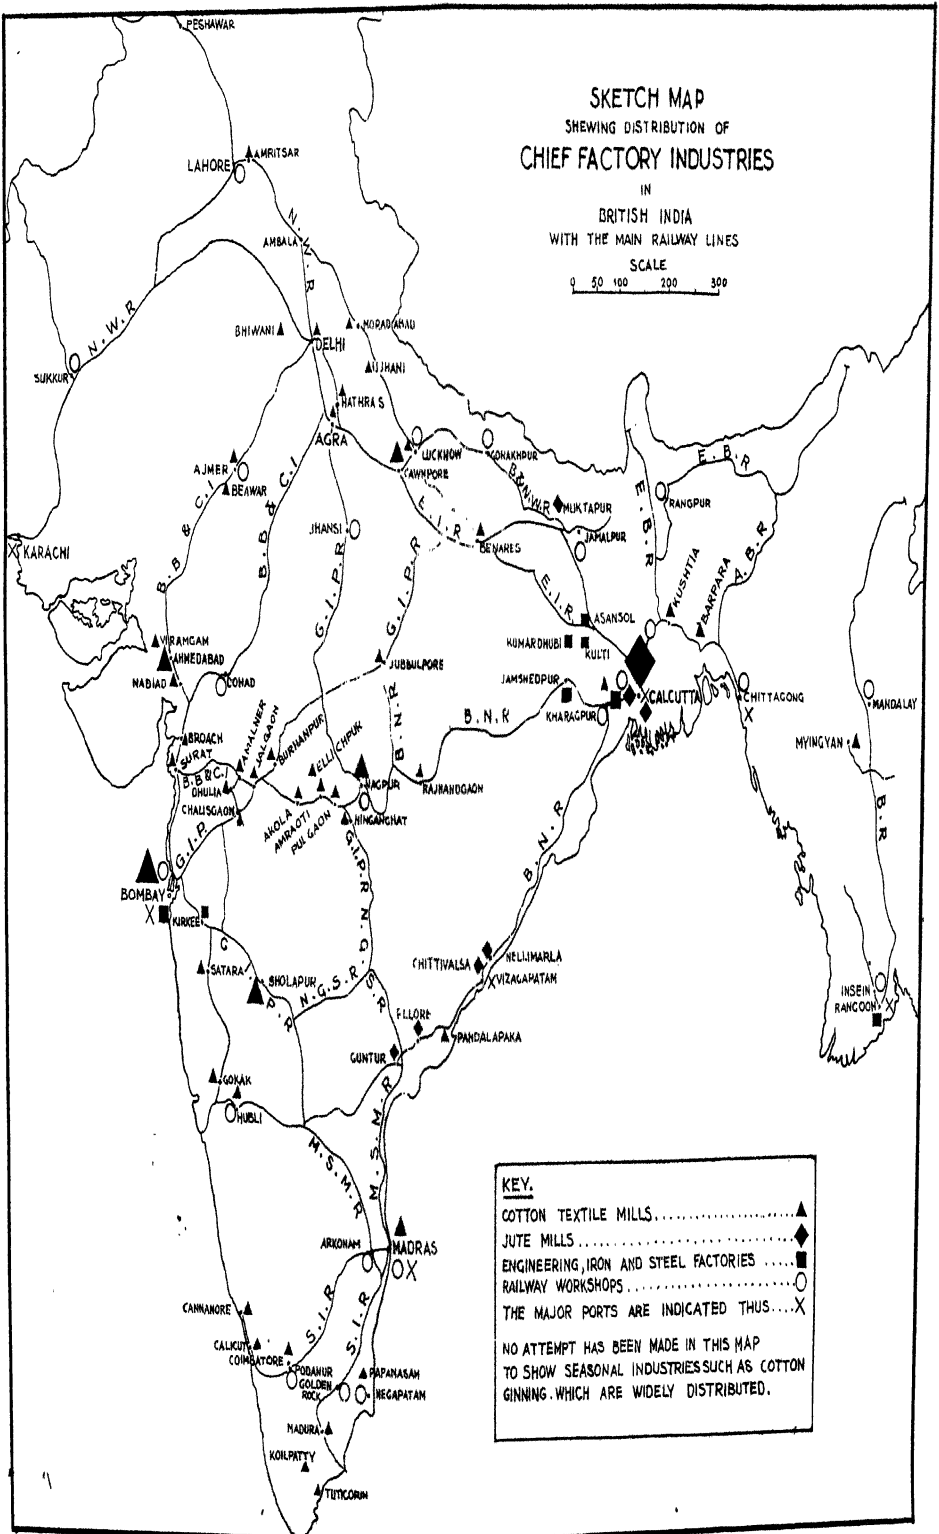 SKETCH MAP
SHEWING DISTRIBUTION OF
CHIEF FACTORY INDUSTRIES
IN
BRITISH INDIA
WITH THE MAIN RAILWAY LINES
SCALE
0 50 100 200 300
PESHAWAR
AMRITSAR
LAHORE
N.W.R
AMBALA
N.W.R
BHIWANI
MORADABAD
DELHI
UJHANI
SUKKUR
HATHRAS
AGRA
LUCKNOW
GORAKHPUR
E.B.R
AJMER
CAWNPORE
BEAWAR
B.B & C.I
B.B & C.I
B&N.W.R
RANGPUR
MUKTAPUR
E.B.R
E.I.R
JHANSI
JAMALPUR
BENARES
KARACHI
G.I.P.R
G.I.P.R
A.B.R
KUSHTIA
BARPARA
E.I.R
ASANSOL
VIRAMGAM
AHMEDABAD
KUMARDHUBI
KULTI
JUBBULPORE
NADIAD
DOHAD
JAMSHEDPUR
CALCUTTA
CHITTAGONG
MANDALAY
KHARAGPUR
B.N.R
B.N.R
BROACH
AMALNER
JALGAON
BURHANPUR
ELLICHPUR
MYINGYAN
SURAT
B.B & C.I
DHULIA
NAGPUR
RAJNANDGAON
CHALISGAON
AKOLA
AMRAOTI
PULGAON
HINGANGHAT
B.R
G.I.P.
G.I.P.R
B.N.R
BOMBAY
KIRKEE
N.G.S.R
G.I.P.R
CHITTIVALSA
NELLIMARLA
SATARA
SHOLAPUR
VIZAGAPATAM
N.G.S.R
INSEIN
RANGOON
ELLORE
PANDALAPAKA
GUNTUR
GOKAK
HUBLI
M.S.M.R
M.S.M.R
ARKONAM
MADRAS
S.I.R
S.I.R
CANNANORE
CALICUT
COIMBATORE
PODANUR
GOLDEN
ROCK
PAPANASAM
NEGAPATAM
MADURA
KOILPATTY
TUTICORIN
KEY.
COTTON TEXTILE MILLS
JUTE MILLS
ENGINEERING, IRON AND STEEL FACTORIES
RAILWAY WORKSHOPS
THE MAJOR PORTS ARE INDICATED THUS....X
NO ATTEMPT HAS BEEN MADE IN THIS MAP
TO SHOW SEASONAL INDUSTRIES SUCH AS COTTON
GINNING. WHICH ARE WIDELY DISTRIBUTED.